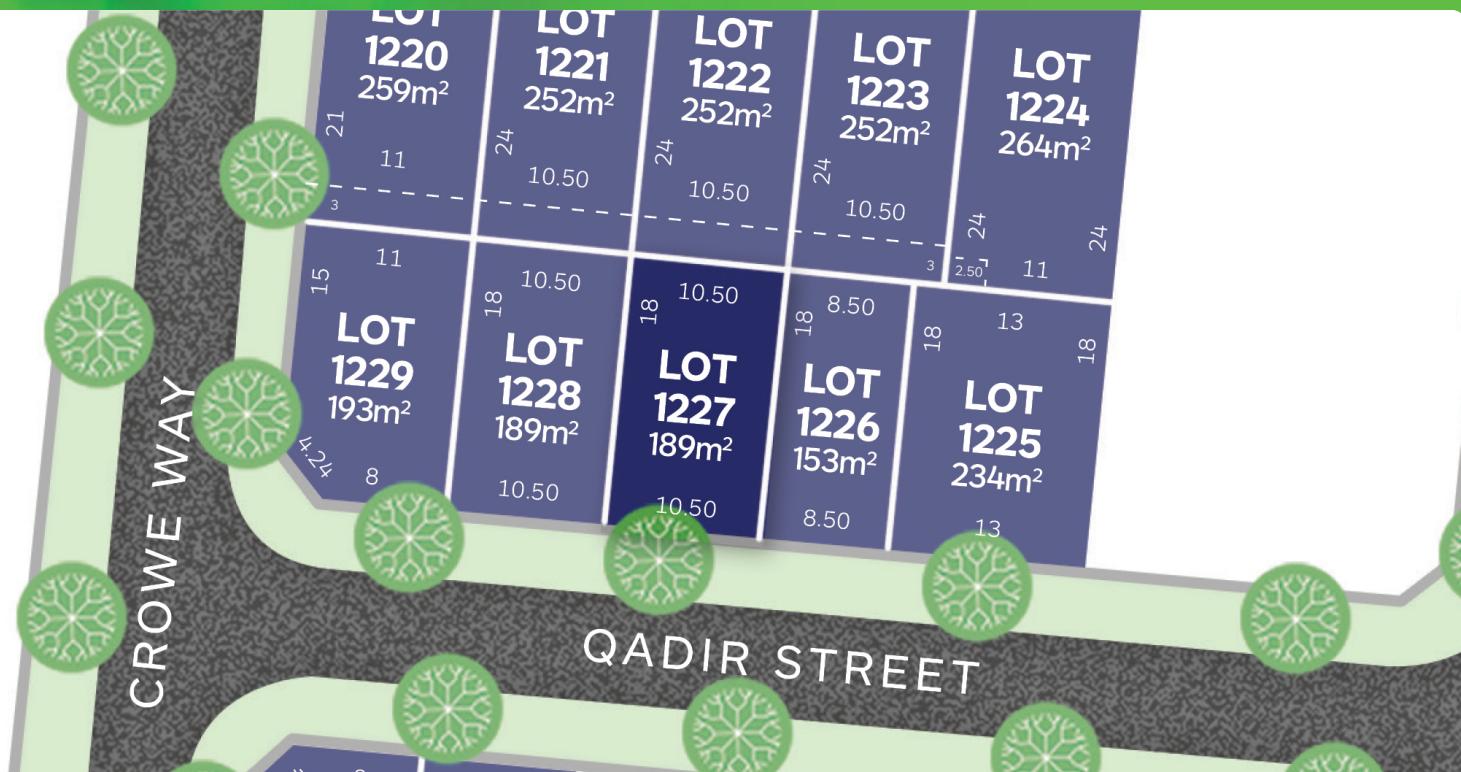 LOT
1220
259m²
21
11
3
LOT
1221
252m²
24
10.50
LOT
1222
252m²
24
10.50
LOT
1223
252m²
24
10.50
3
LOT
1224
264m²
24
24
2.50
11
11
15
LOT
1229
193m²
4.24
8
10.50
18
LOT
1228
189m²
10.50
10.50
18
LOT
1227
189m²
10.50
8.50
18
LOT
1226
153m²
8.50
13
18
18
LOT
1225
234m²
13
CROWE WAY
QADIR STREET